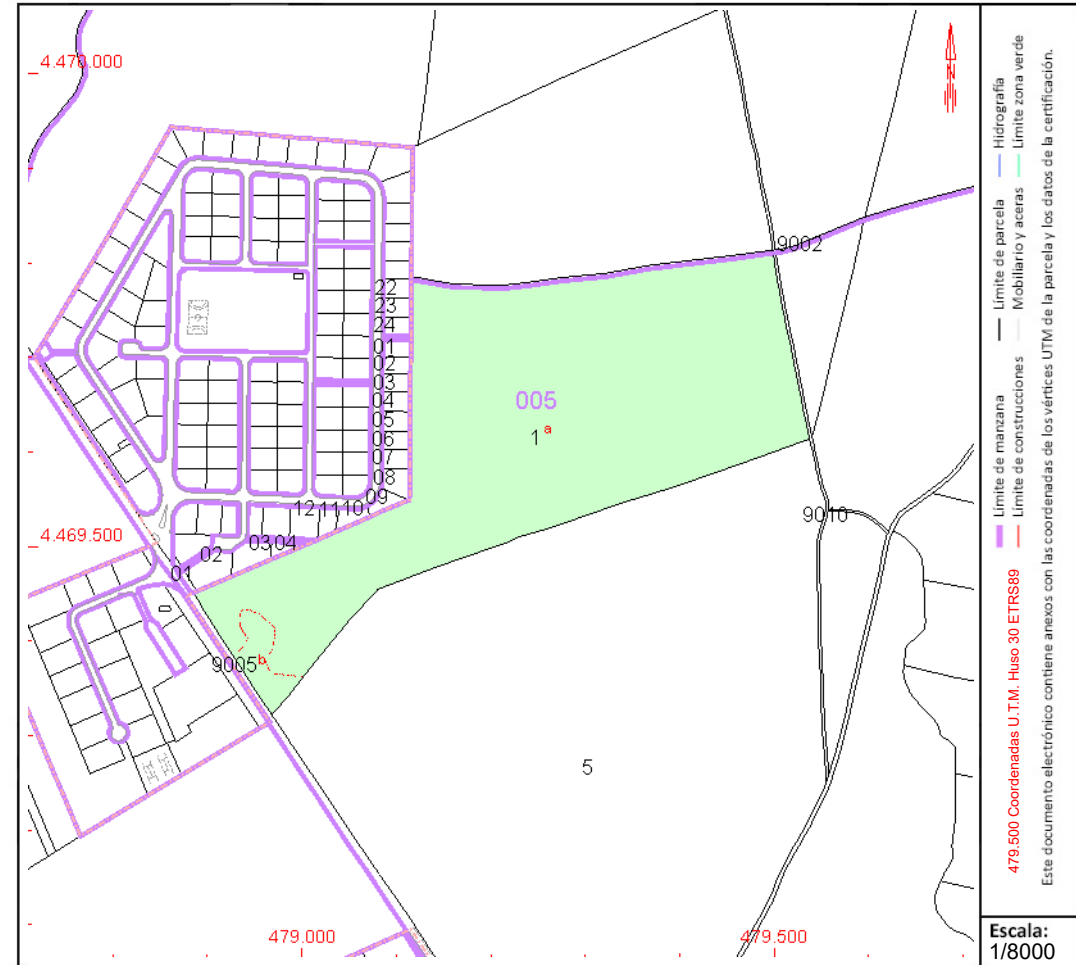 4.470.000
N
9002
22
23
24
01
02
03
04
05
06
07
08
09
12 11 10
005
1 a
9010
4.469.500
03 04
02
01
9005 b
5
479.000
479.500
Hidrografía
Límite zona verde
Límite de parcela
Mobiliario y aceras
Límite de manzana
Límite de construcciones
479.500 Coordenadas U.T.M. Huso 30 ETRS89
Este documento electrónico contiene anexos con las coordenadas de los vértices UTM de la parcela y los datos de la certificación.
Escala:
1/8000